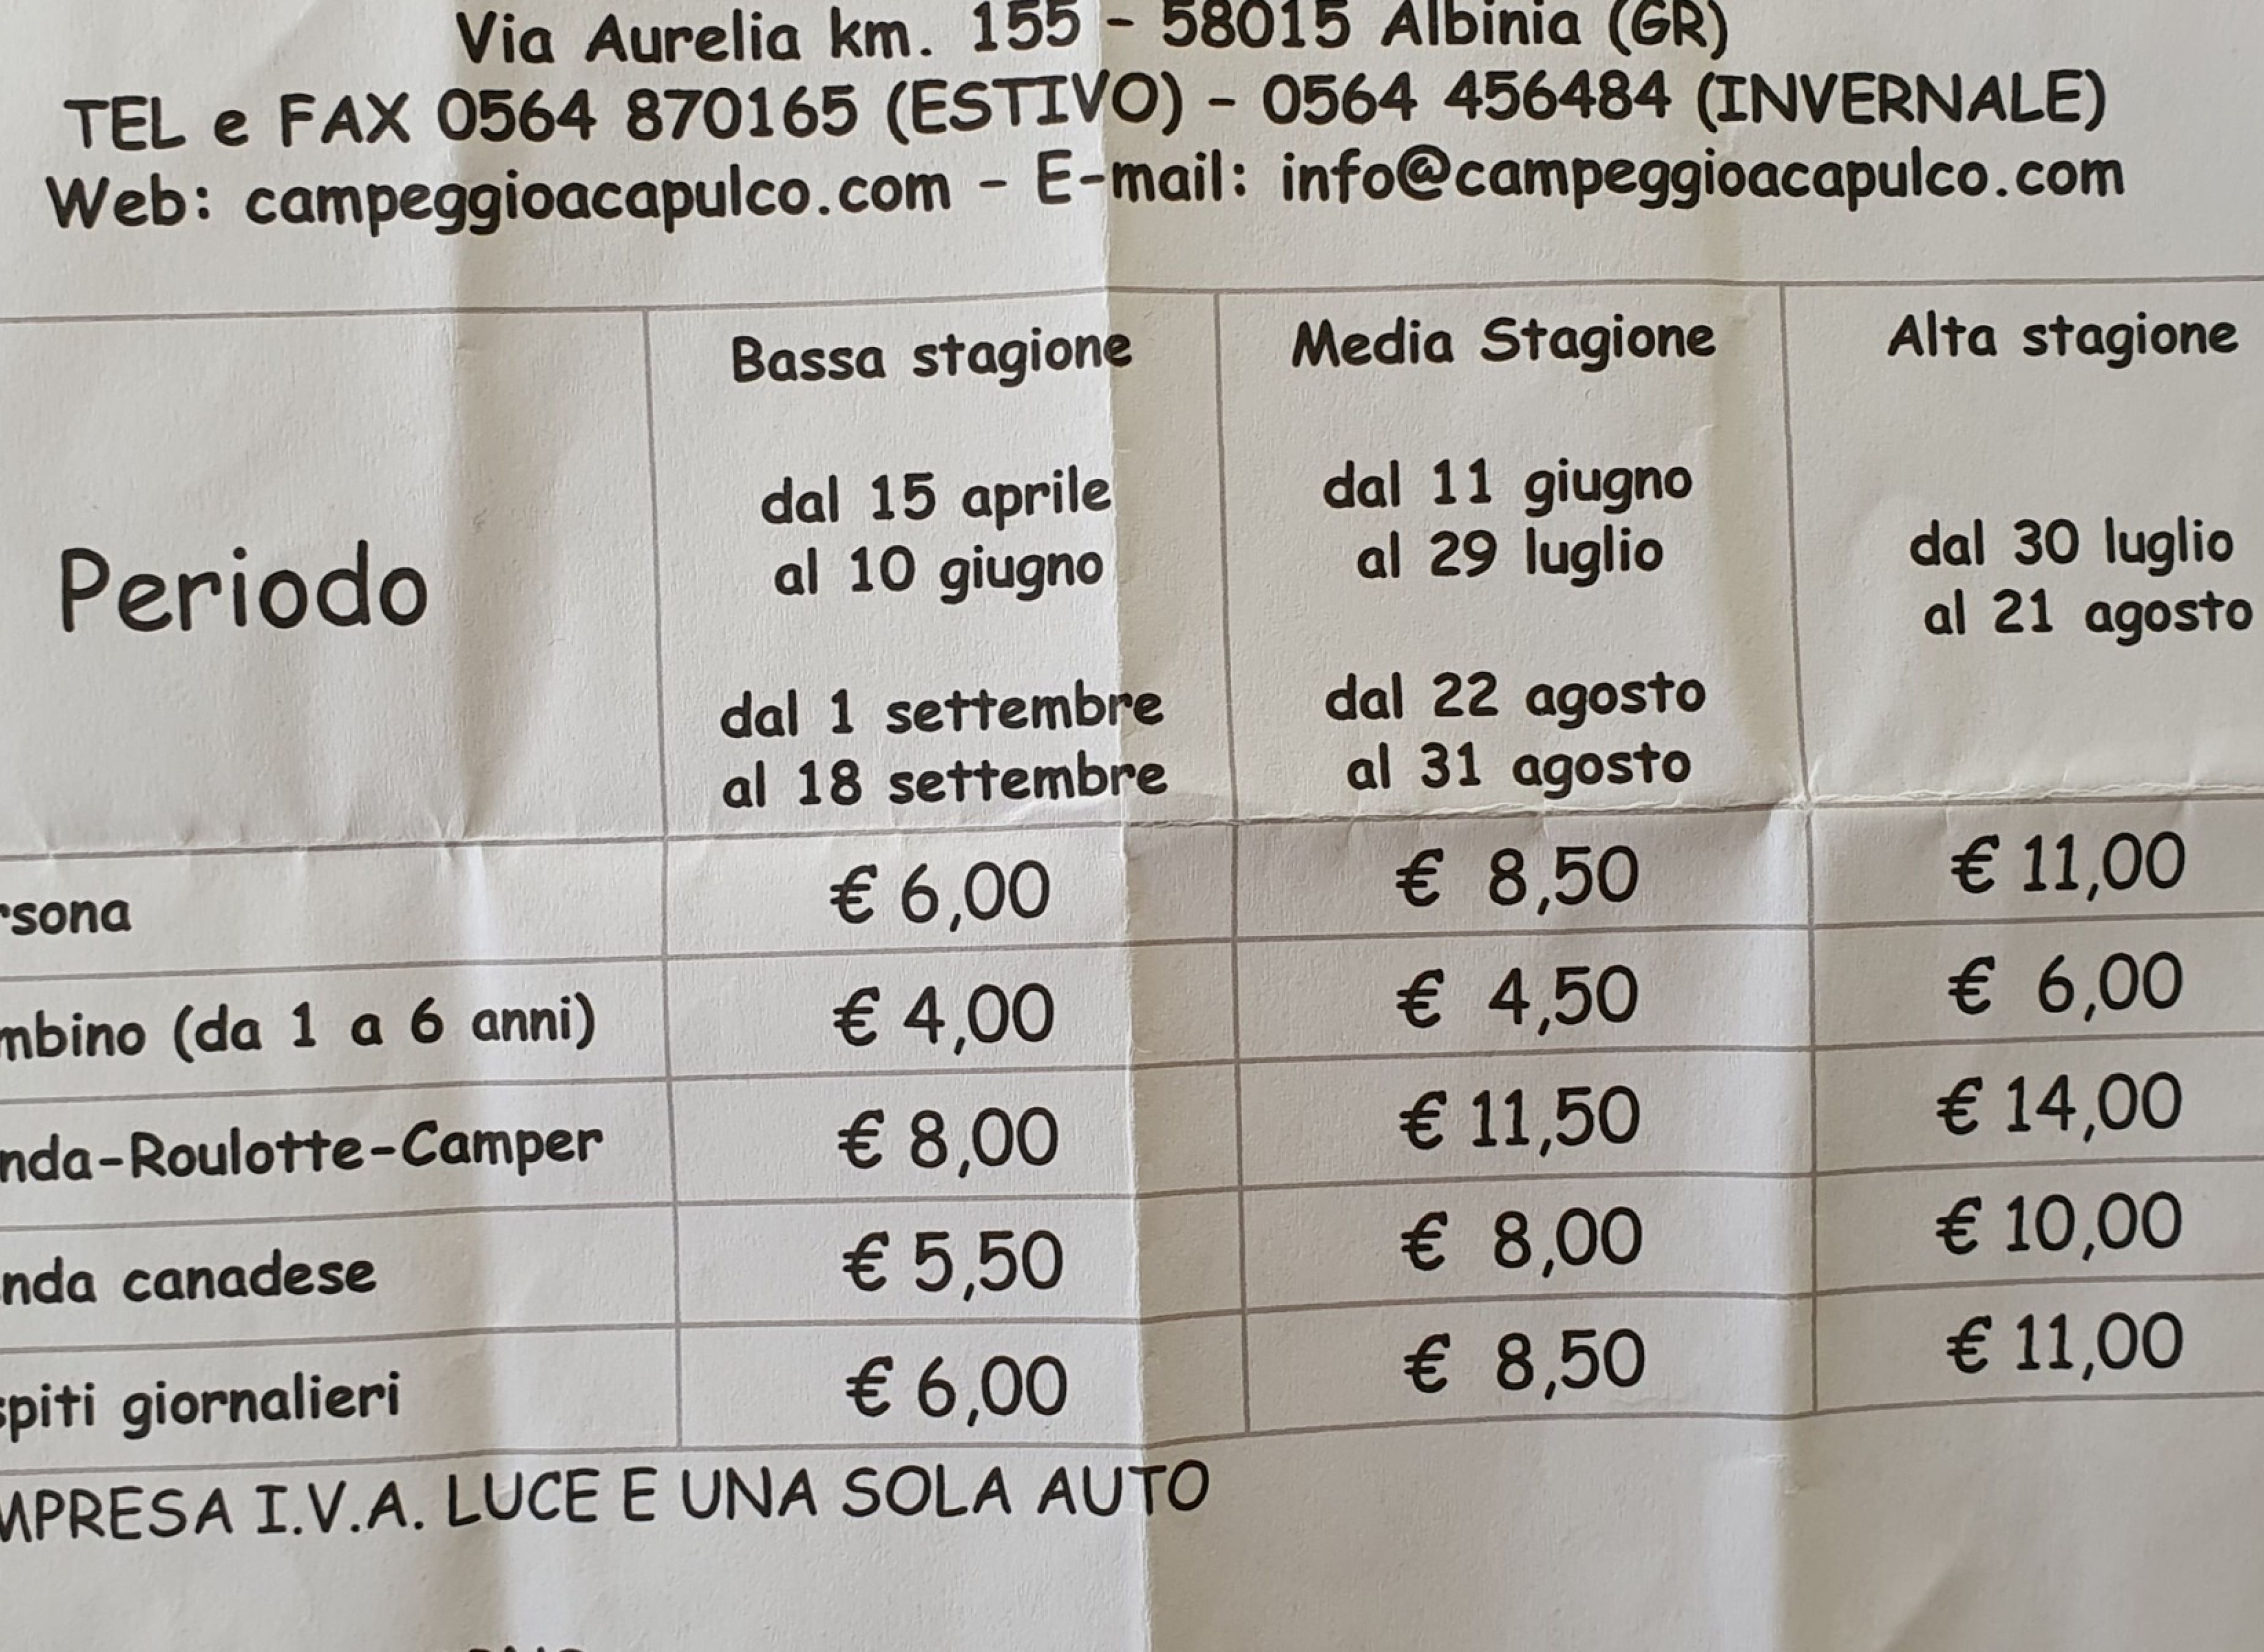 Via Aurelia km. 155 - 58015 Albinia (GR)
TEL e FAX 0564 870165 (ESTIVO) - 0564 456484 (INVERNALE)
Web: campeggioacapulco.com - E-mail: info@campeggioacapulco.com
Bassa stagione Media Stagione Alta stagione
Periodo
dal 15 aprile
al 10 giugno
dal 1 settembre
al 18 settembre
dal 11 giugno
al 29 luglio
dal 22 agosto
al 31 agosto
dal 30 luglio
al 21 agosto
rsona € 6,00 € 8,50 € 11,00
mbino (da 1 a 6 anni) € 4,00 € 4,50 € 6,00
nda-Roulotte-Camper € 8,00 € 11,50 € 14,00
nda canadese € 5,50 € 8,00 € 10,00
spiti giornalieri € 6,00 € 8,50 € 11,00
MPRESA I.V.A. LUCE E UNA SOLA AUTO